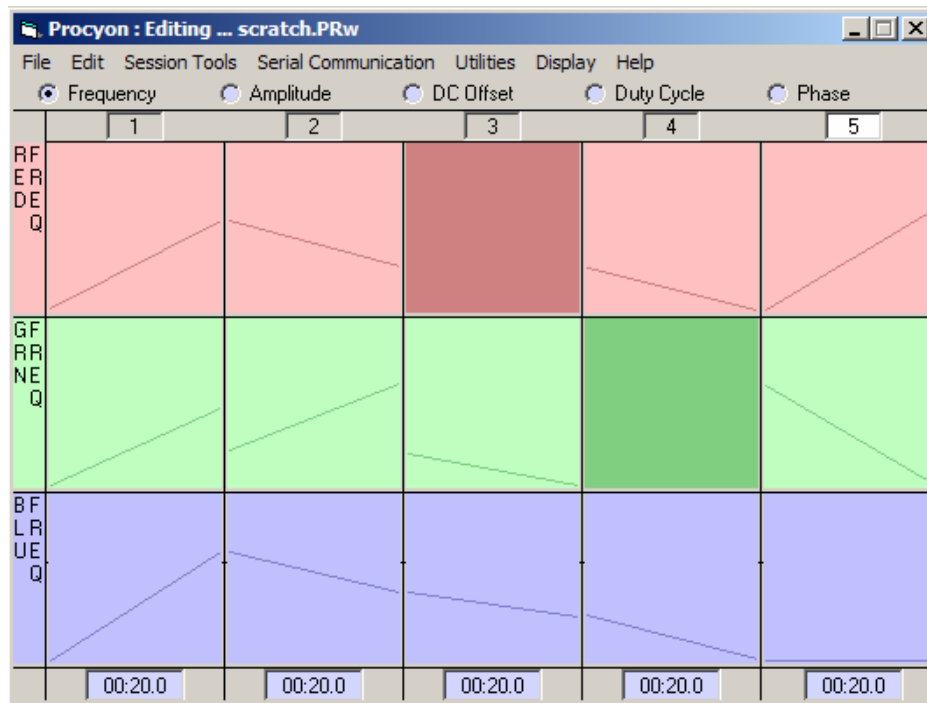 Procyon : Editing ... scratch.PRw
File Edit Session Tools Serial Communication Utilities Display Help
Frequency Amplitude DC Offset Duty Cycle Phase
1 2 3 4 5
R F
E R
D E
Q
G F
R R
N E
Q
B F
L R
U E
Q
00:20.0 00:20.0 00:20.0 00:20.0 00:20.0